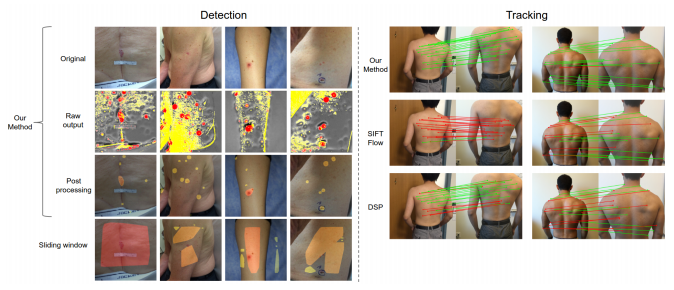 Detection
Tracking
Original
Our
Method
Raw
output
Post
processing
Sliding window
Our
Method
SIFT
Flow
DSP